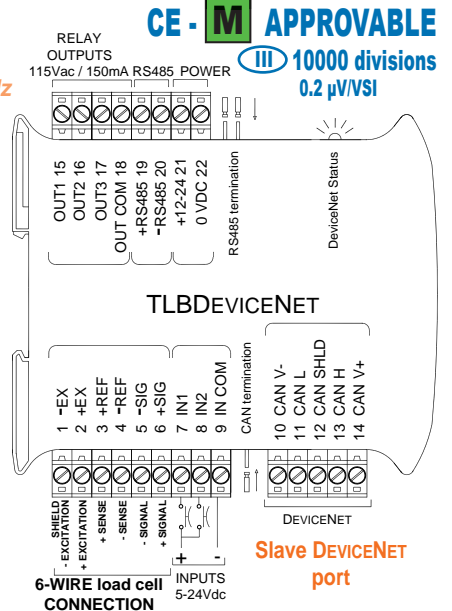 CE - M APPROVABLE
III 10000 divisions
0.2 µV/VSI
RELAY
OUTPUTS
115Vac / 150mA RS485 POWER
z
OUT1 15
OUT2 16
OUT3 17
OUT COM 18
+RS485 19
-RS485 20
+12-24 21
0 VDC 22
RS485 termination
DeviceNet Status
TLBDEVICENET
1 -EX
2 +EX
3 +REF
4 -REF
5 -SIG
6 +SIG
7 IN1
8 IN2
9 IN COM
CAN termination
10 CAN V-
11 CAN L
12 CAN SHLD
13 CAN H
14 CAN V+
SHIELD
- EXCITATION
+ EXCITATION
+ SENSE
- SENSE
- SIGNAL
+ SIGNAL
+ -
6-WIRE load cell
CONNECTION
INPUTS
5-24Vdc
DEVICENET
Slave DEVICENET
port